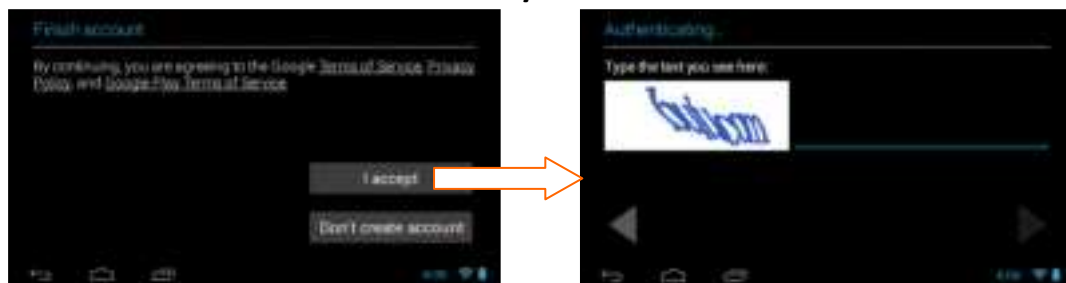 Finish account
By continuing, you are agreeing to the Google Terms of Service, Privacy
Policy, and Google Play Terms of Service
I accept
Don't create account
Authenticating...
Type the text you see here: